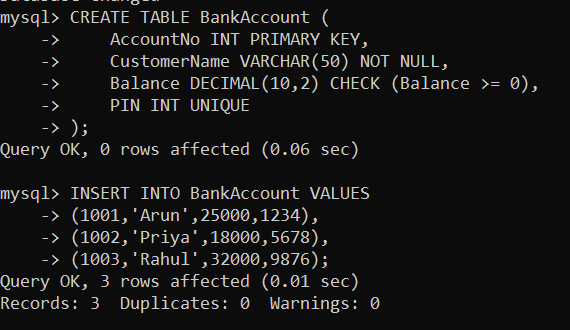 Database changed
mysql> CREATE TABLE BankAccount (
    ->     AccountNo INT PRIMARY KEY,
    ->     CustomerName VARCHAR(50) NOT NULL,
    ->     Balance DECIMAL(10,2) CHECK (Balance >= 0),
    ->     PIN INT UNIQUE
    -> );
Query OK, 0 rows affected (0.06 sec)

mysql> INSERT INTO BankAccount VALUES
    -> (1001,'Arun',25000,1234),
    -> (1002,'Priya',18000,5678),
    -> (1003,'Rahul',32000,9876);
Query OK, 3 rows affected (0.01 sec)
Records: 3  Duplicates: 0  Warnings: 0